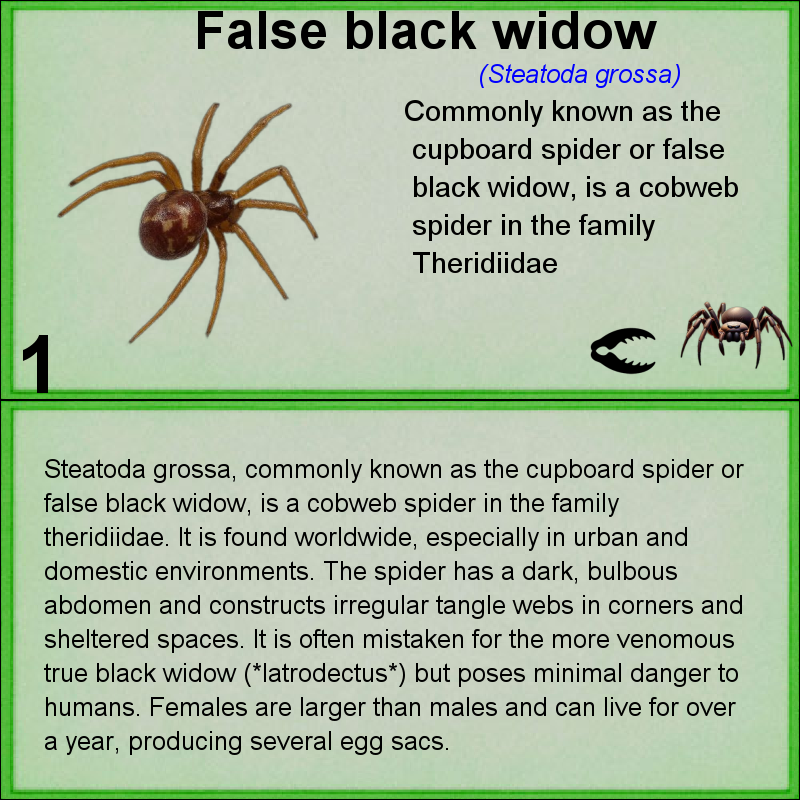 False black widow
(Steatoda grossa)
Commonly known as the
cupboard spider or false
black widow, is a cobweb
spider in the family
Theridiidae
1
Steatoda grossa, commonly known as the cupboard spider or
false black widow, is a cobweb spider in the family
theridiidae. It is found worldwide, especially in urban and
domestic environments. The spider has a dark, bulbous
abdomen and constructs irregular tangle webs in corners and
sheltered spaces. It is often mistaken for the more venomous
true black widow (*latrodectus*) but poses minimal danger to
humans. Females are larger than males and can live for over
a year, producing several egg sacs.